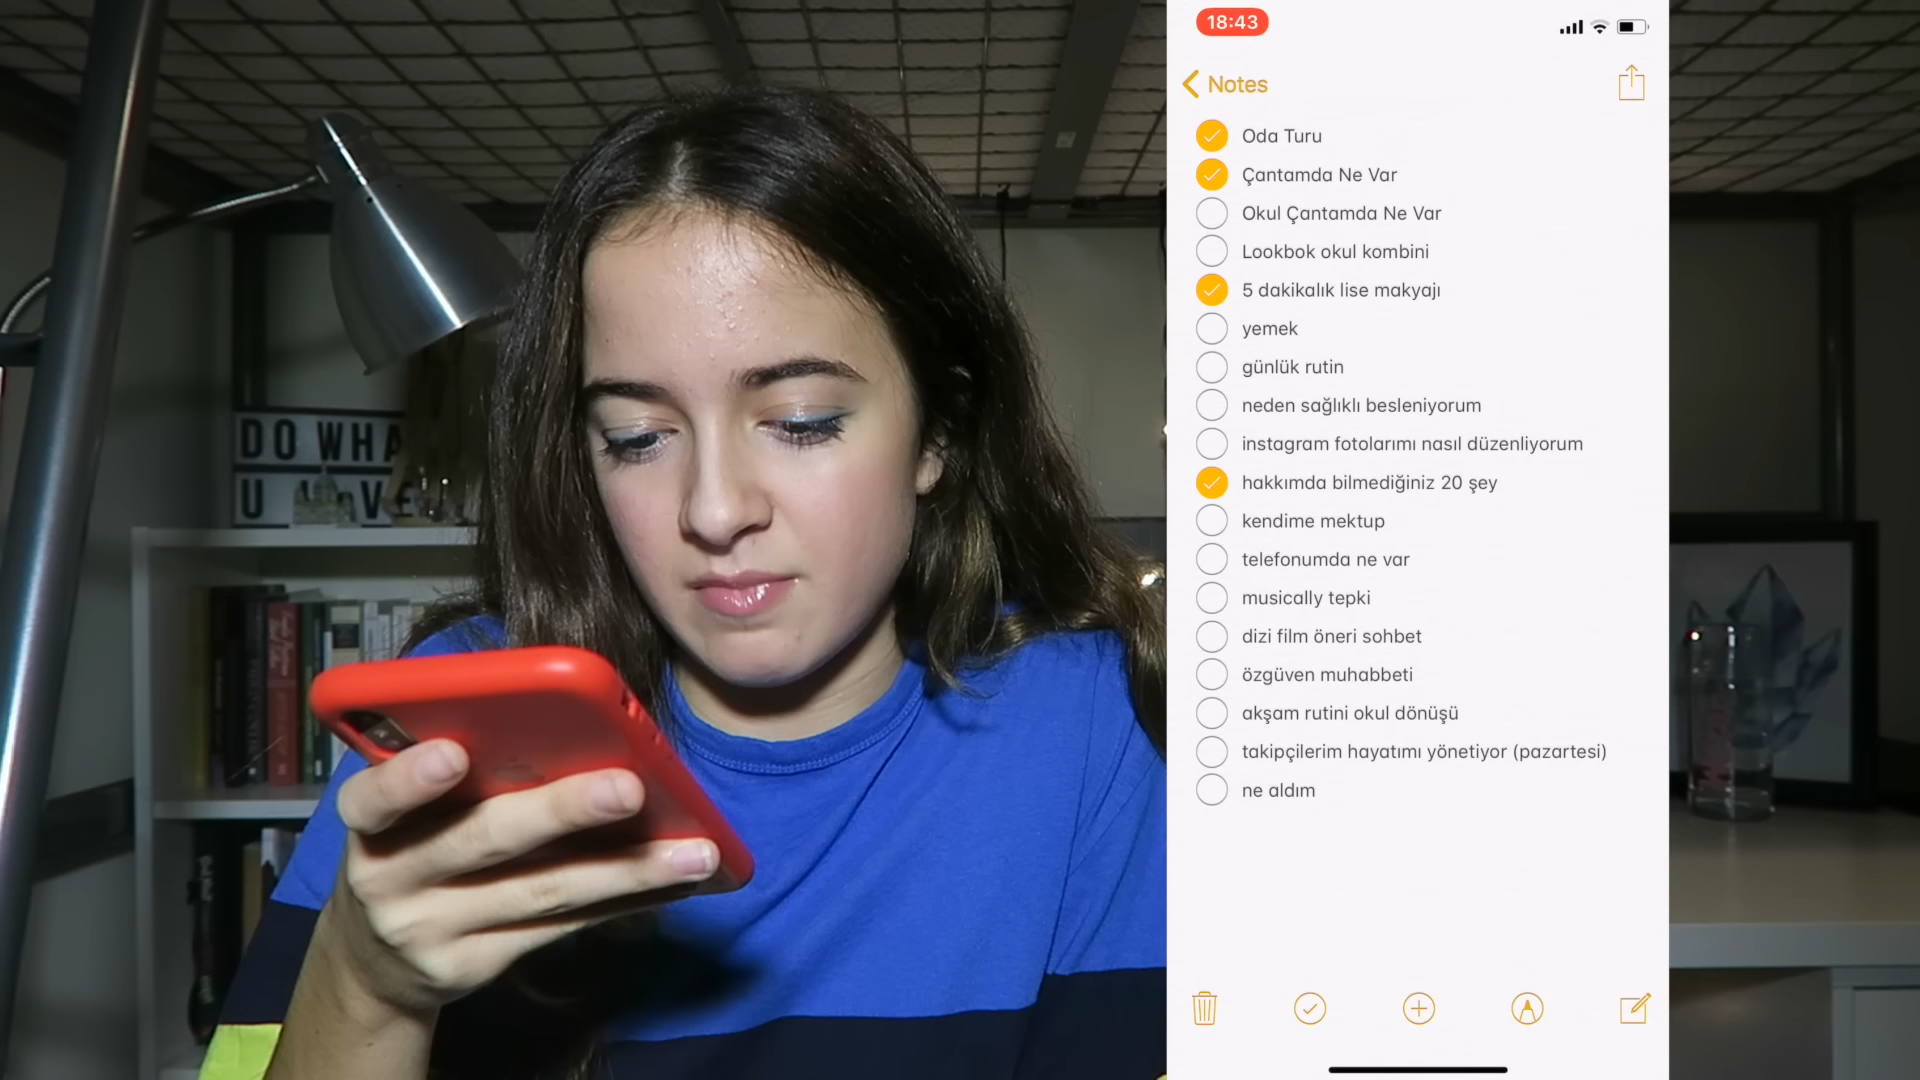 18:43
Notes
Oda Turu
Çantamda Ne Var
Okul Çantamda Ne Var
Lookbok okul kombini
5 dakikalık lise makyajı
yemek
günlük rutin
neden sağlıklı besleniyorum
instagram fotolarımı nasıl düzenliyorum
hakkımda bilmediğiniz 20 şey
kendime mektup
telefonumda ne var
musically tepki
dizi film öneri sohbet
özgüven muhabbeti
akşam rutini okul dönüşü
takipçilerim hayatımı yönetiyor (pazartesi)
ne aldım
DO WHA
U